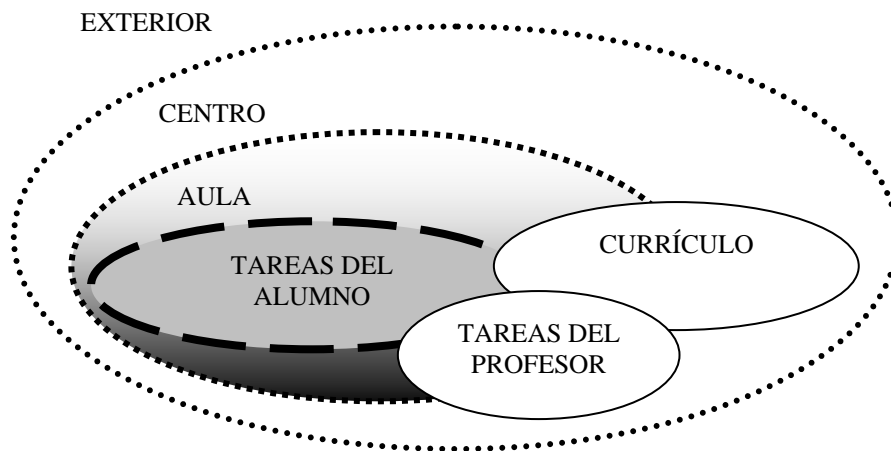 EXTERIOR
CENTRO
AULA
TAREAS DEL
ALUMNO
CURRÍCULO
TAREAS DEL
PROFESOR